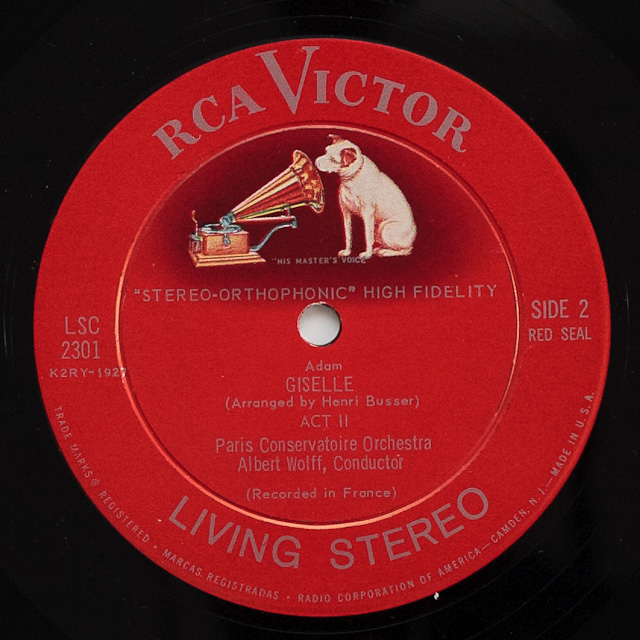 RCA VICTOR
"HIS MASTER'S VOICE"
"STEREO-ORTHOPHONIC" HIGH FIDELITY
LSC
2301
K2RY-1927
SIDE 2
RED SEAL
Adam
GISELLE
(Arranged by Henri Busser)
ACT II
Paris Conservatoire Orchestra
Albert Wolff, Conductor
(Recorded in France)
LIVING STEREO
TRADE MARKS ® REGISTERED • MARCAS REGISTRADAS • RADIO CORPORATION OF AMERICA—CAMDEN, N. J.—MADE IN U.S.A.